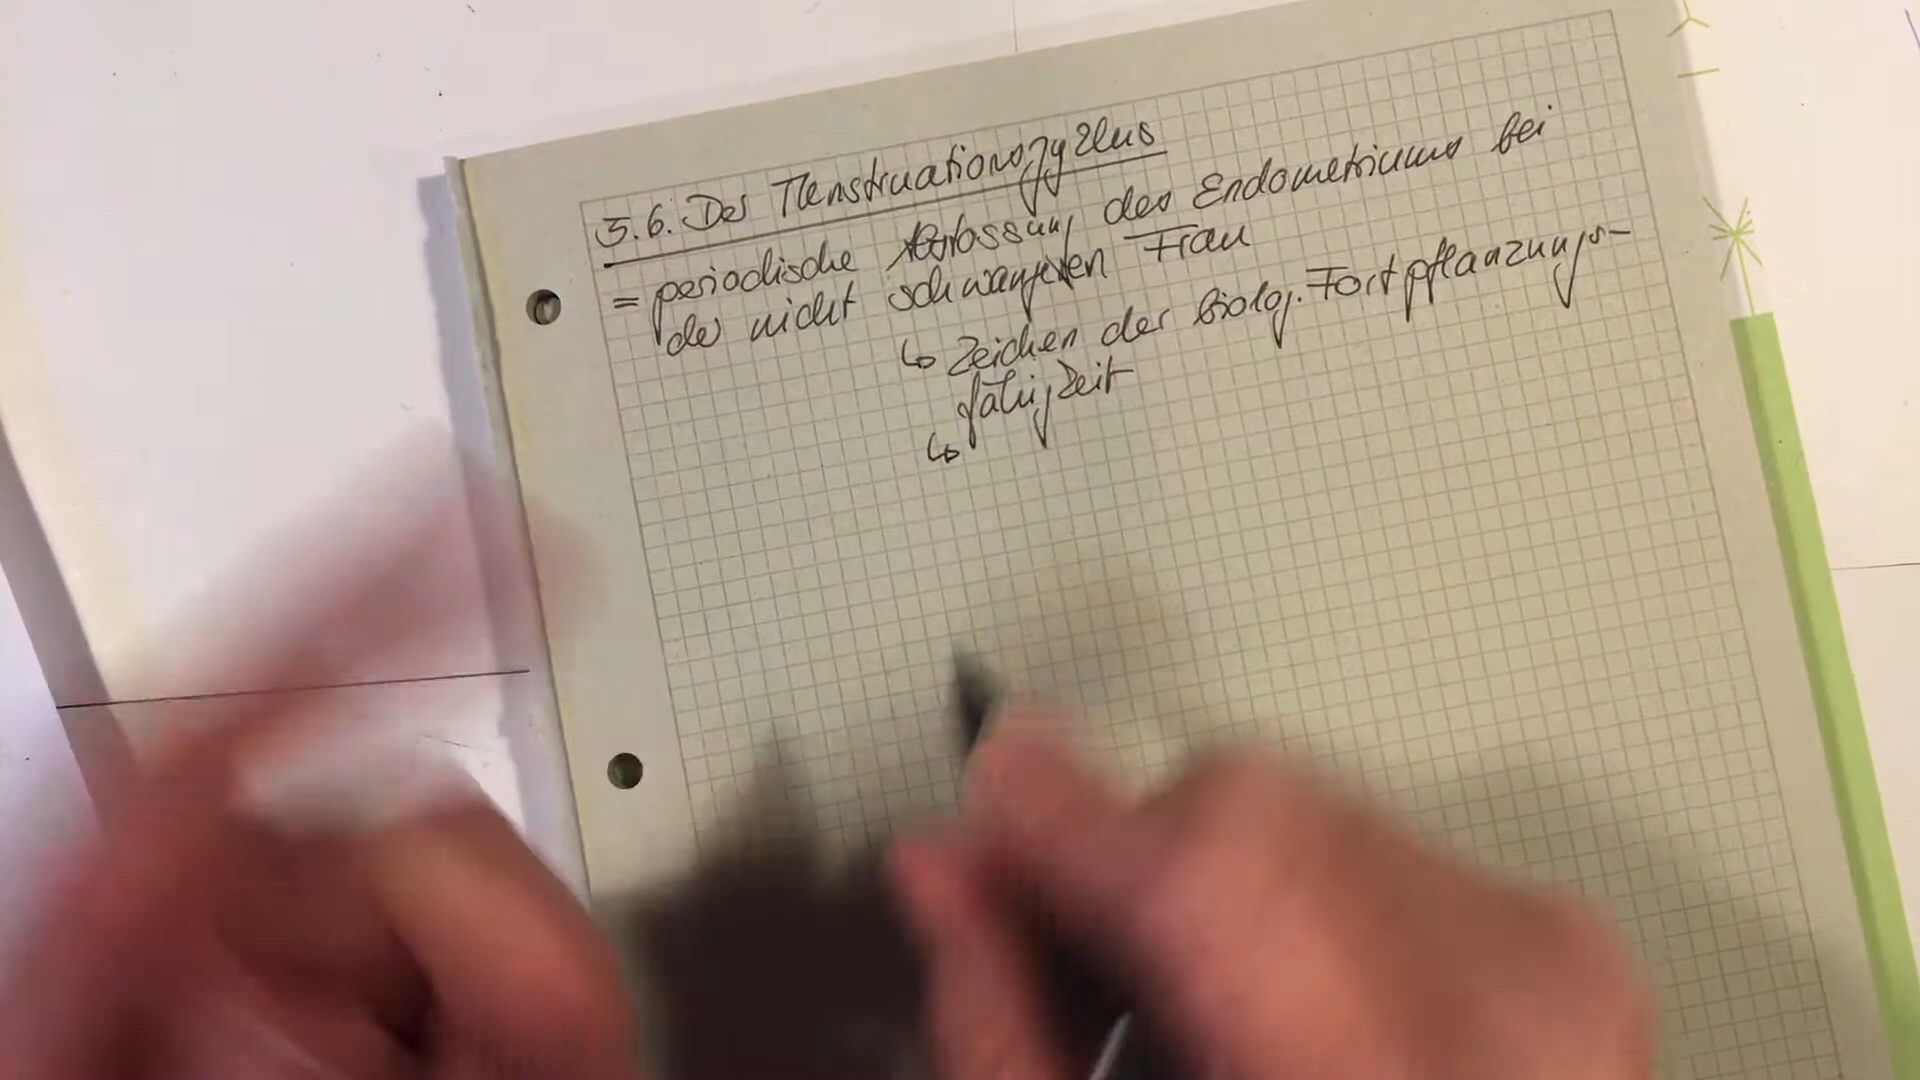 5.6. Der Menstruationszyklus
= periodische Abstossung des Endometriums bei
der nicht schwangeren Frau
↳ Zeichen der biolog. Fortpflanzungs-
fähigkeit
↳